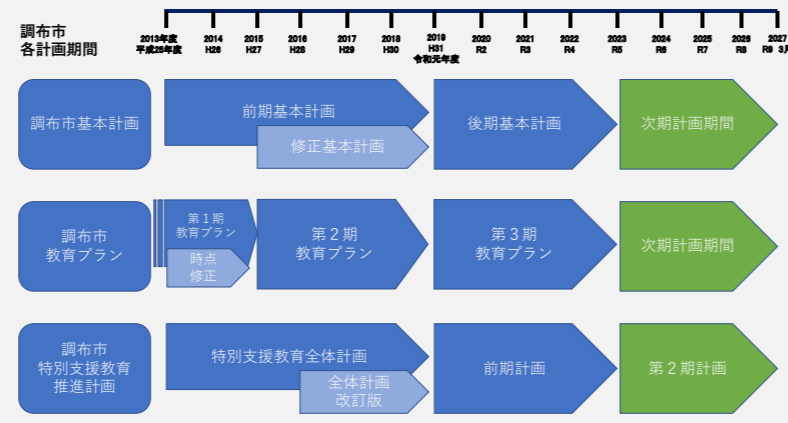 調布市
各計画期間
2013年度
平成25年度
2014
H26
2015
H27
2016
H28
2017
H29
2018
H30
2019
H31
令和元年度
2020
R2
2021
R3
2022
R4
2023
R5
2024
R6
2025
R7
2026
R8
2027
R9 3月
調布市基本計画
前期基本計画
修正基本計画
後期基本計画
次期計画期間
調布市
教育プラン
第1期
教育プラン
時点
修正
第2期
教育プラン
第3期
教育プラン
次期計画期間
調布市
特別支援教育
推進計画
特別支援教育全体計画
全体計画
改訂版
前期計画
第2期計画